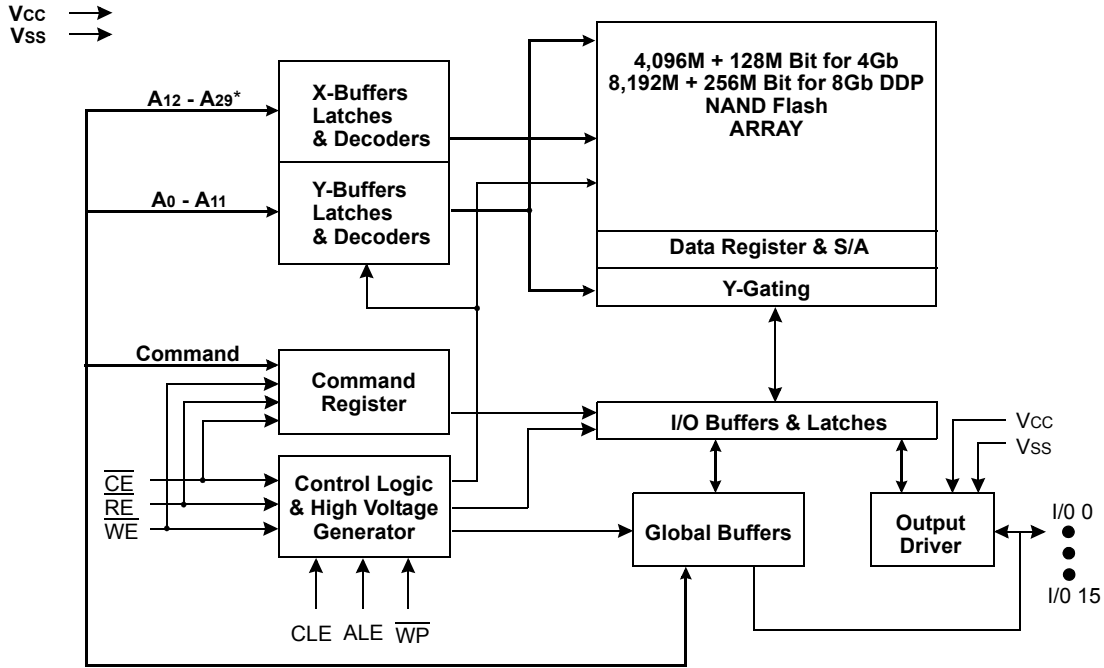 VCC
VSS
4,096M + 128M Bit for 4Gb
8,192M + 256M Bit for 8Gb DDP
NAND Flash
ARRAY
X-Buffers
Latches
& Decoders
A12 - A29*
Y-Buffers
Latches
& Decoders
A0 - A11
Data Register & S/A
Y-Gating
Command
Command
Register
I/O Buffers & Latches
VCC
VSS
CE
RE
WE
Control Logic
& High Voltage
Generator
Global Buffers
Output
Driver
I/0 0
I/0 15
CLE
ALE
WP